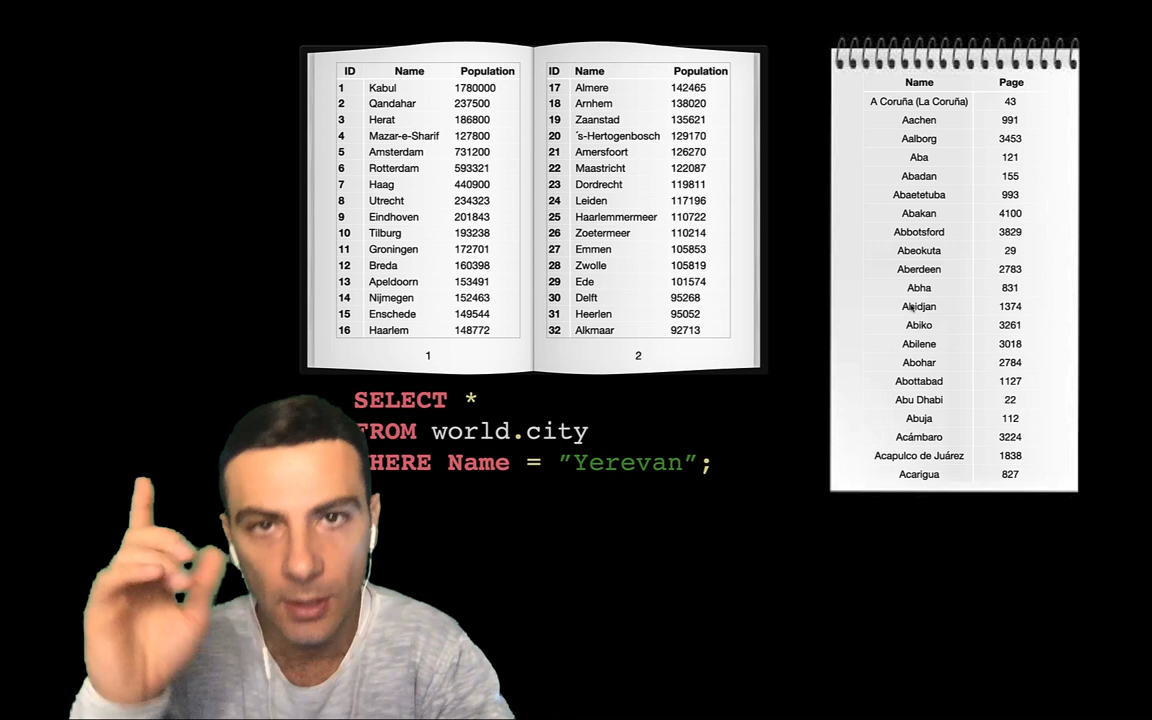 ID Name Population
1 Kabul 1780000
2 Qandahar 237500
3 Herat 186800
4 Mazar-e-Sharif 127800
5 Amsterdam 731200
6 Rotterdam 593321
7 Haag 440900
8 Utrecht 234323
9 Eindhoven 201843
10 Tilburg 193238
11 Groningen 172701
12 Breda 160398
13 Apeldoorn 153491
14 Nijmegen 152463
15 Enschede 149544
16 Haarlem 148772
1
ID Name Population
17 Almere 142465
18 Arnhem 138020
19 Zaanstad 135621
20 ´s-Hertogenbosch 129170
21 Amersfoort 126270
22 Maastricht 122087
23 Dordrecht 119811
24 Leiden 117196
25 Haarlemmermeer 110722
26 Zoetermeer 110214
27 Emmen 105853
28 Zwolle 105819
29 Ede 101574
30 Delft 95268
31 Heerlen 95052
32 Alkmaar 92713
2
Name Page
A Coruña (La Coruña) 43
Aachen 991
Aalborg 3453
Aba 121
Abadan 155
Abaetetuba 993
Abakan 4100
Abbotsford 3829
Abeokuta 29
Aberdeen 2783
Abha 831
Abidjan 1374
Abiko 3261
Abilene 3018
Abohar 2784
Abottabad 1127
Abu Dhabi 22
Abuja 112
Acámbaro 3224
Acapulco de Juárez 1838
Acarigua 827
SELECT *
FROM world.city
WHERE Name = ”Yerevan”;